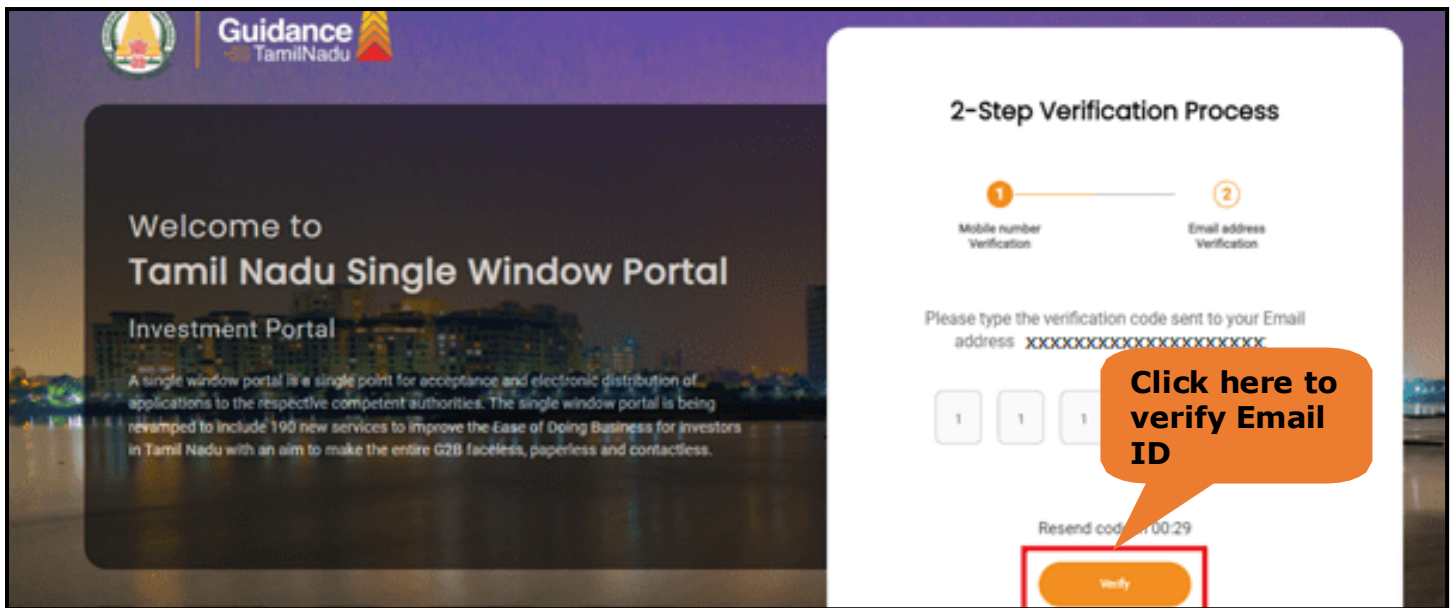 Guidance
TamilNadu
Welcome to
Tamil Nadu Single Window Portal
Investment Portal
A single window portal is a single point for acceptance and electronic distribution of
applications to the respective competent authorities. The single window portal is being
revamped to include 190 new services to improve the Ease of Doing Business for investors
in Tamil Nadu with an aim to make the entire G2B faceless, paperless and contactless.
2-Step Verification Process
1
2
Mobile number
Verification
Email address
Verification
Please type the verification code sent to your Email
address XXXXXXXXXXXXXXXXXXXX
1 1 1
Click here to
verify Email
ID
Resend code 00:29
Verify